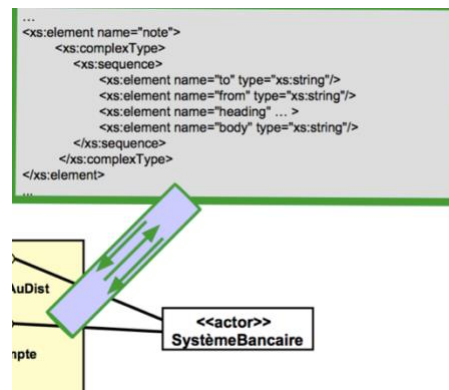 ...
<xs:element name="note">
<xs:complexType>
<xs:sequence>
<xs:element name="to" type="xs:string"/>
<xs:element name="from" type="xs:string"/>
<xs:element name="heading" ... >
<xs:element name="body" type="xs:string"/>
</xs:sequence>
</xs:complexType>
</xs:element>
...
uDist
<<actor>>
SystèmeBancaire
mpte